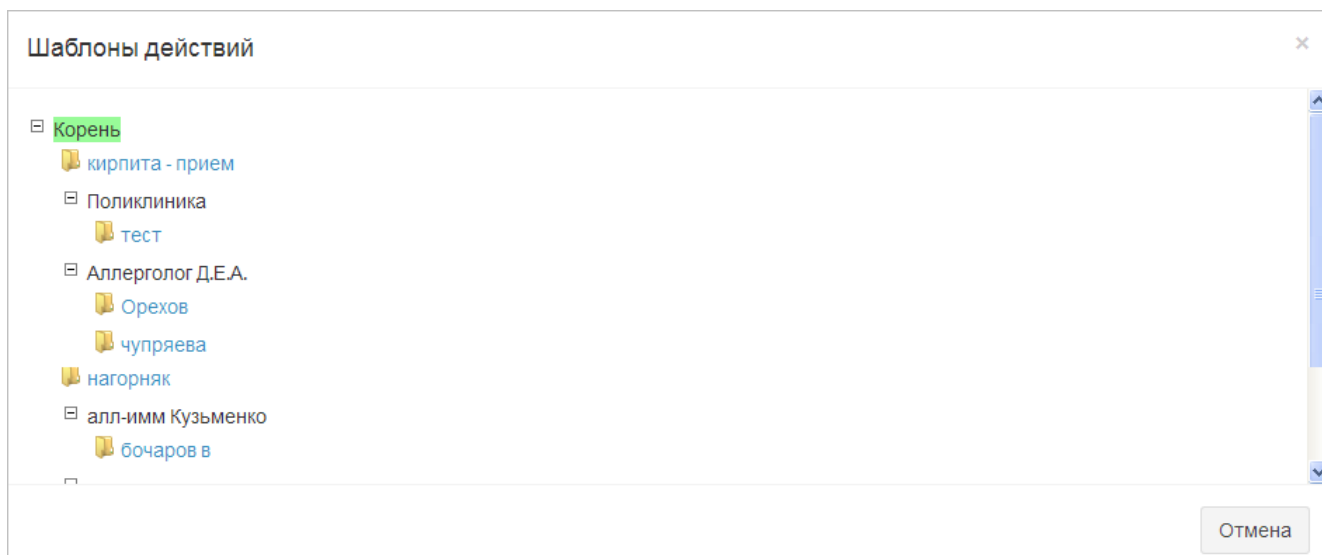 Шаблоны действий
×
Корень
кирпита - прием
Поликлиника
тест
Аллерголог Д.Е.А.
Орехов
чупряева
нагорняк
алл-имм Кузьменко
бочаров в
Отмена